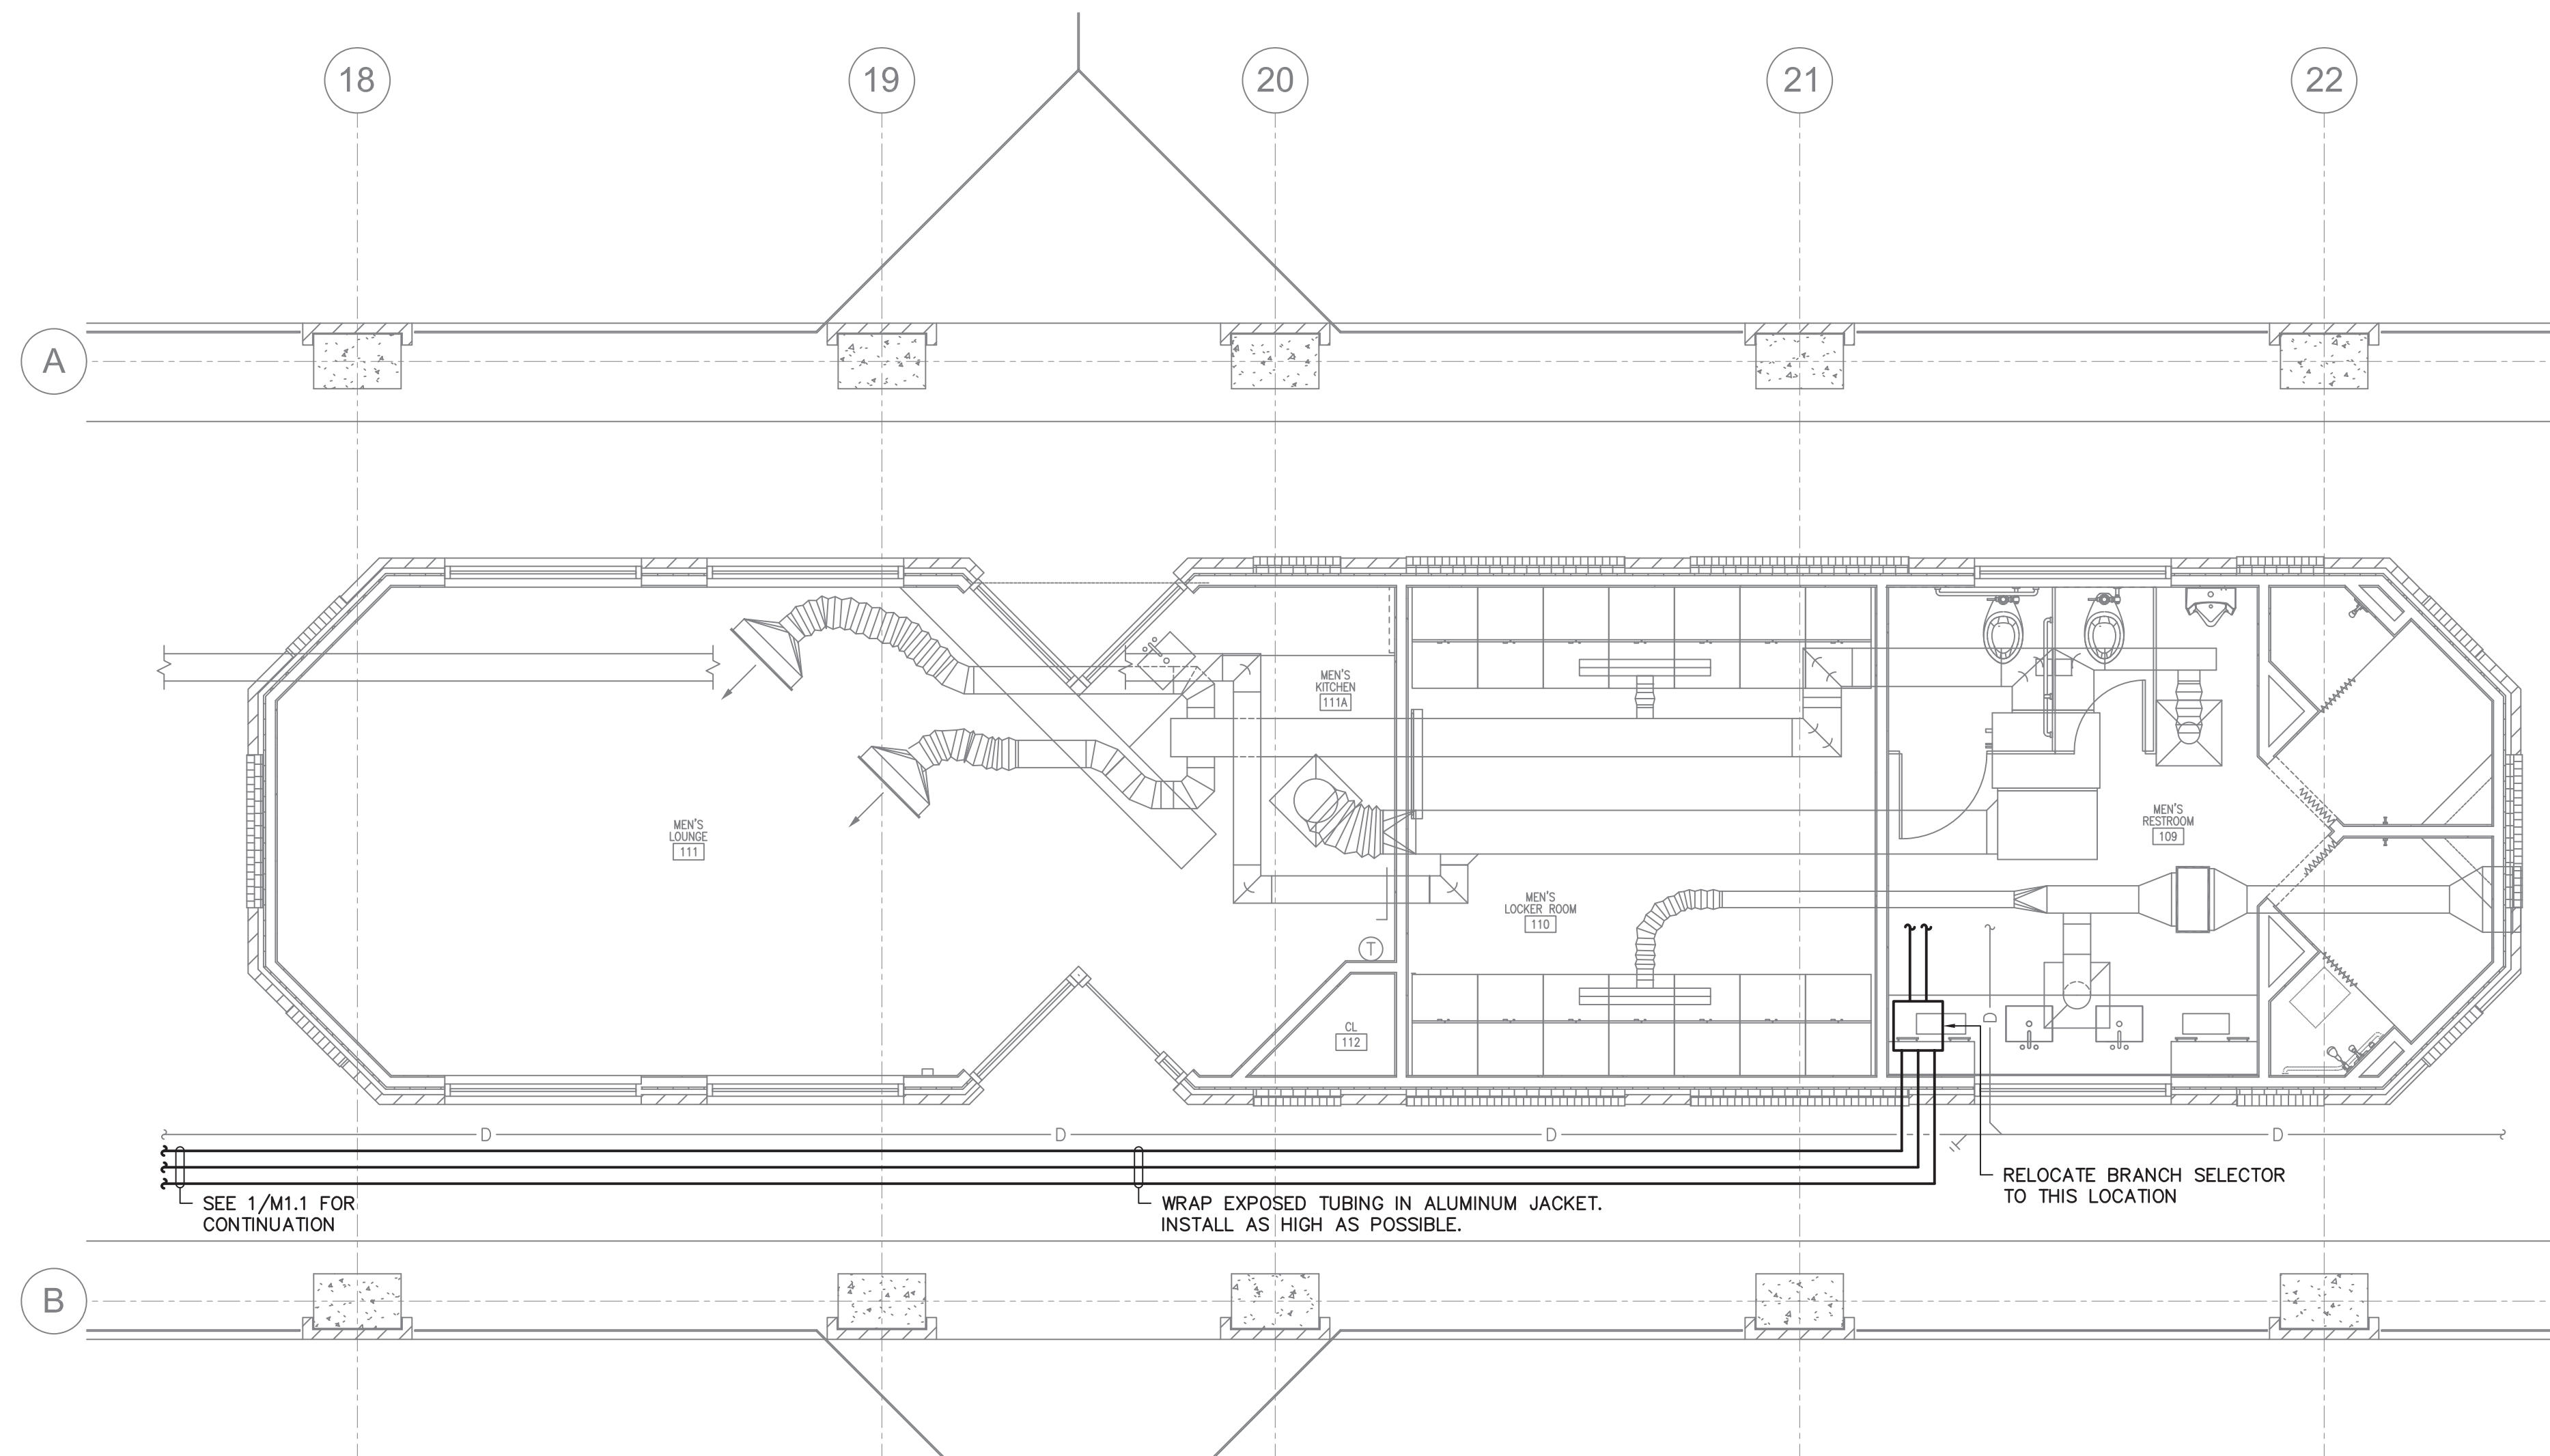 18
19
20
21
22
A
MEN'S
KITCHEN
111A
MEN'S
LOUNGE
111
MEN'S
RESTROOM
109
MEN'S
LOCKER ROOM
110
T
CL
112
D
D
D
D
D
SEE 1/M1.1 FOR
CONTINUATION
WRAP EXPOSED TUBING IN ALUMINUM JACKET.
INSTALL AS HIGH AS POSSIBLE.
RELOCATE BRANCH SELECTOR
TO THIS LOCATION
B